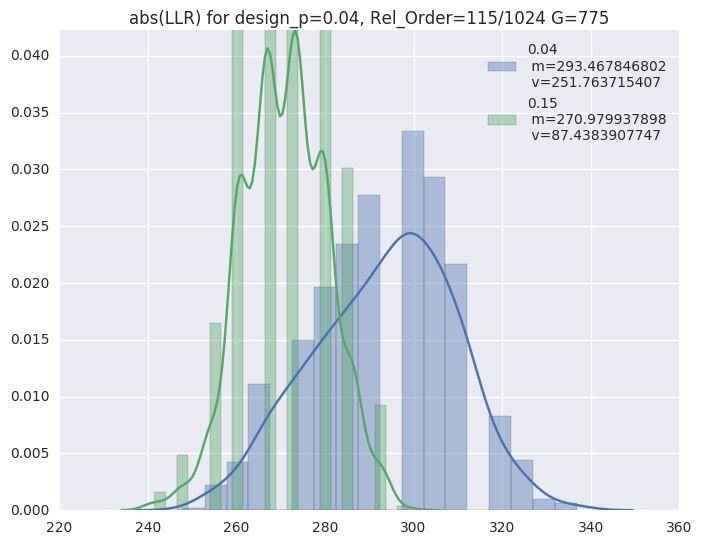 abs(LLR) for design_p=0.04, Rel_Order=115/1024 G=775
0.04
m=293.467846802
v=251.763715407
0.15
m=270.979937898
v=87.4383907747
0.040
0.035
0.030
0.025
0.020
0.015
0.010
0.005
0.000
220 240 260 280 300 320 340 360